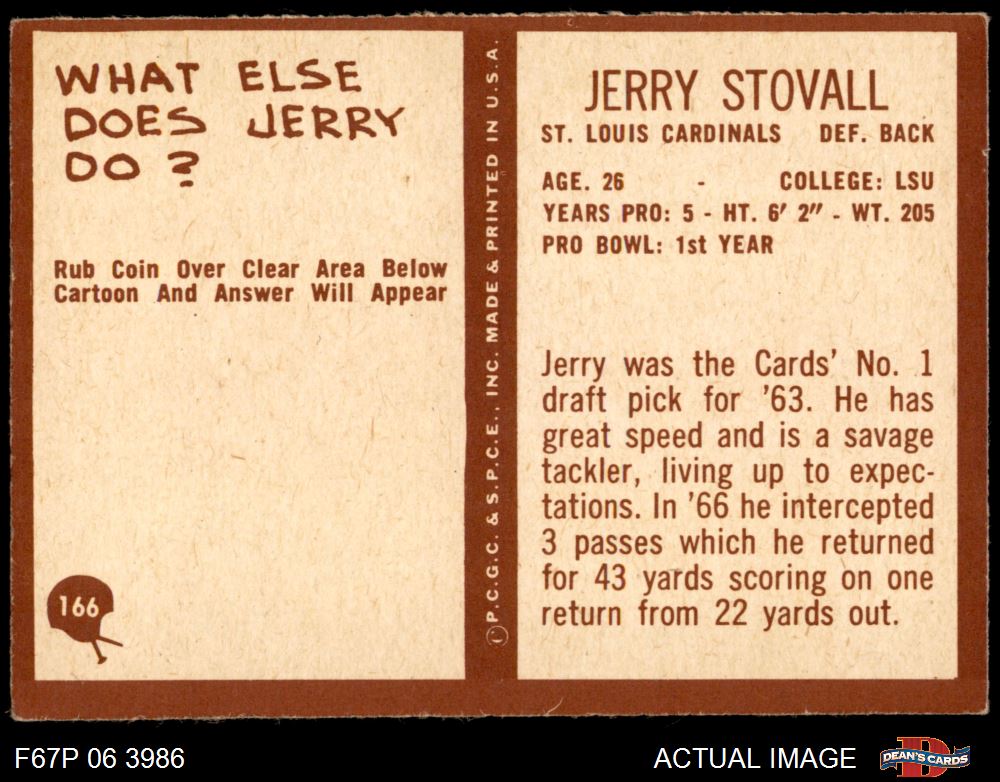 WHAT ELSE
DOES JERRY
DO ?
Rub Coin Over Clear Area Below
Cartoon And Answer Will Appear
166
©P.C.G.C. & S.P.C.E., INC. MADE & PRINTED IN U.S.A.
JERRY STOVALL
ST. LOUIS CARDINALS DEF. BACK
AGE. 26 - COLLEGE: LSU
YEARS PRO: 5 - HT. 6' 2" - WT. 205
PRO BOWL: 1st YEAR
Jerry was the Cards' No. 1
draft pick for '63. He has
great speed and is a savage
tackler, living up to expec-
tations. In '66 he intercepted
3 passes which he returned
for 43 yards scoring on one
return from 22 yards out.
F67P 06 3986
ACTUAL IMAGE
DEAN'S CARDS